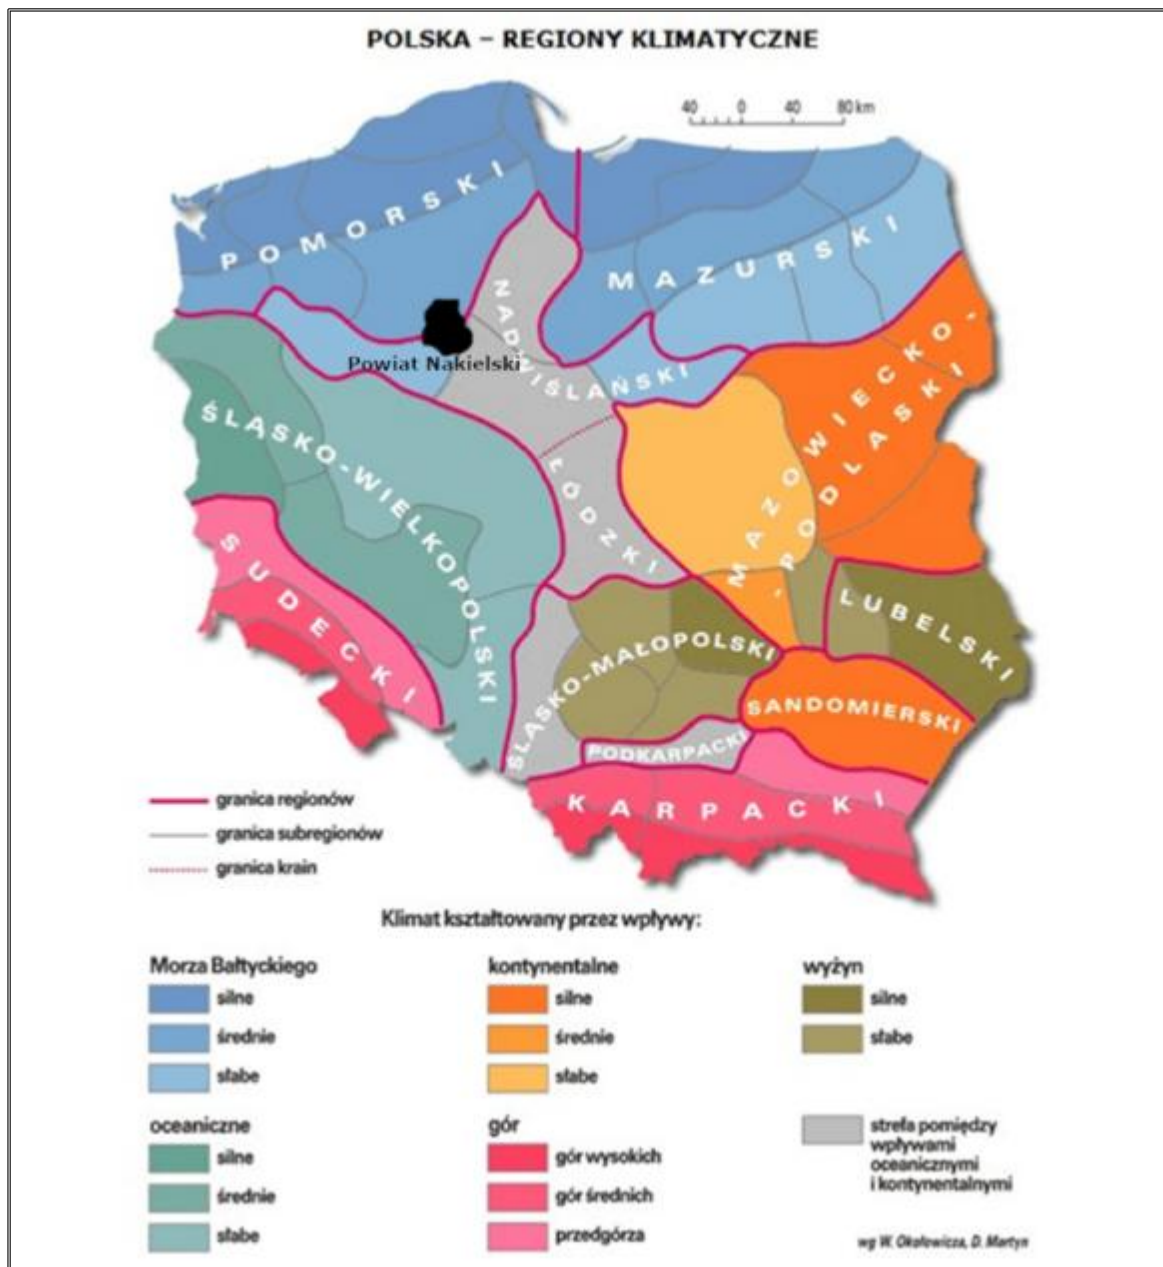 POLSKA – REGIONY KLIMATYCZNE
40 0 40 80 km
POMORSKI
MAZURSKI
NADWIŚLAŃSKI
Powiat Nakielski
MAZOWIECKO-
-PODLASKI
ŚLĄSKO-WIELKOPOLSKI
ŁÓDZKI
SUDECKI
LUBELSKI
ŚLĄSKO-MAŁOPOLSKI
SANDOMIERSKI
PODKARPACKI
KARPACKI
granica regionów
granica subregionów
granica krain
Klimat kształtowany przez wpływy:
Morza Bałtyckiego
silne
średnie
słabe
kontynentalne
silne
średnie
słabe
wyżyn
silne
słabe
oceaniczne
silne
średnie
słabe
gór
gór wysokich
gór średnich
przedgórza
strefa pomiędzy
wpływami
oceanicznymi
i kontynentalnymi
wg W. Okołowicza, D. Martyn